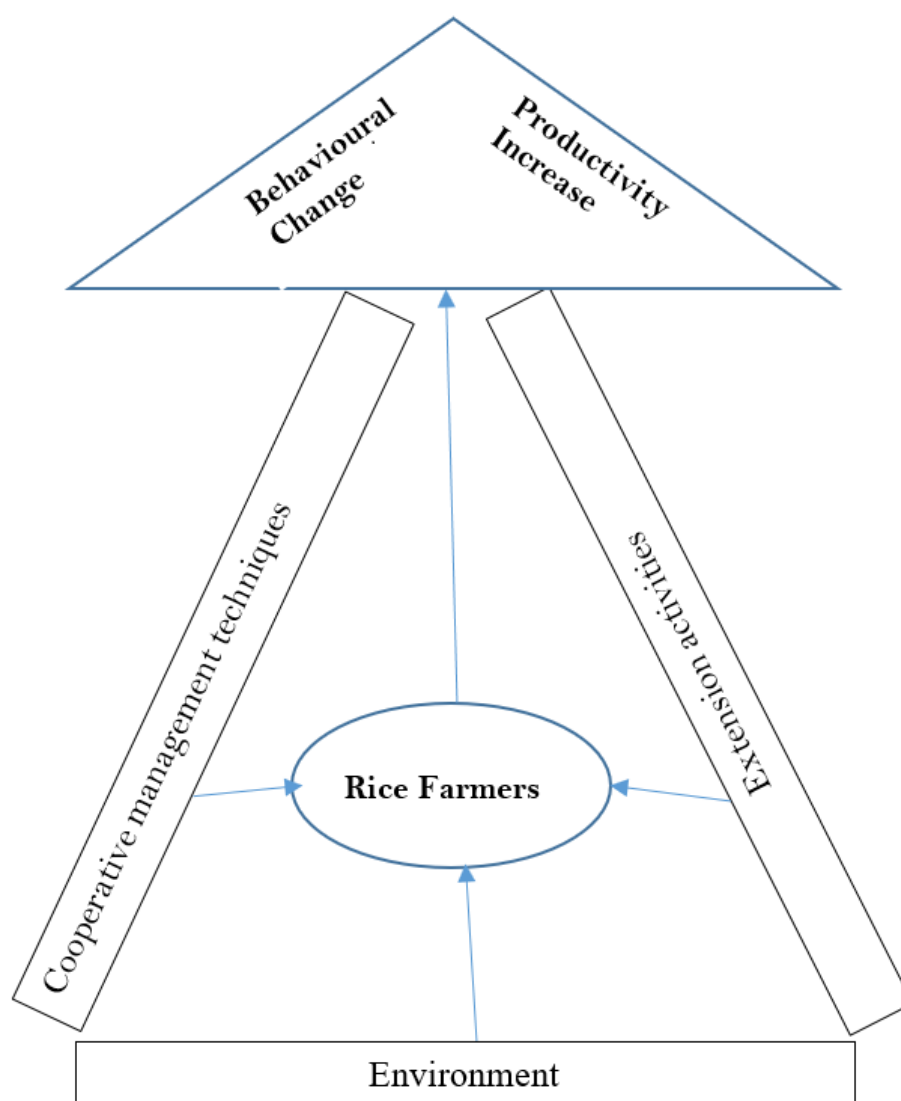 Behavioural
Change
Productivity
Increase
Cooperative management techniques
Extension activities
Rice Farmers
Environment